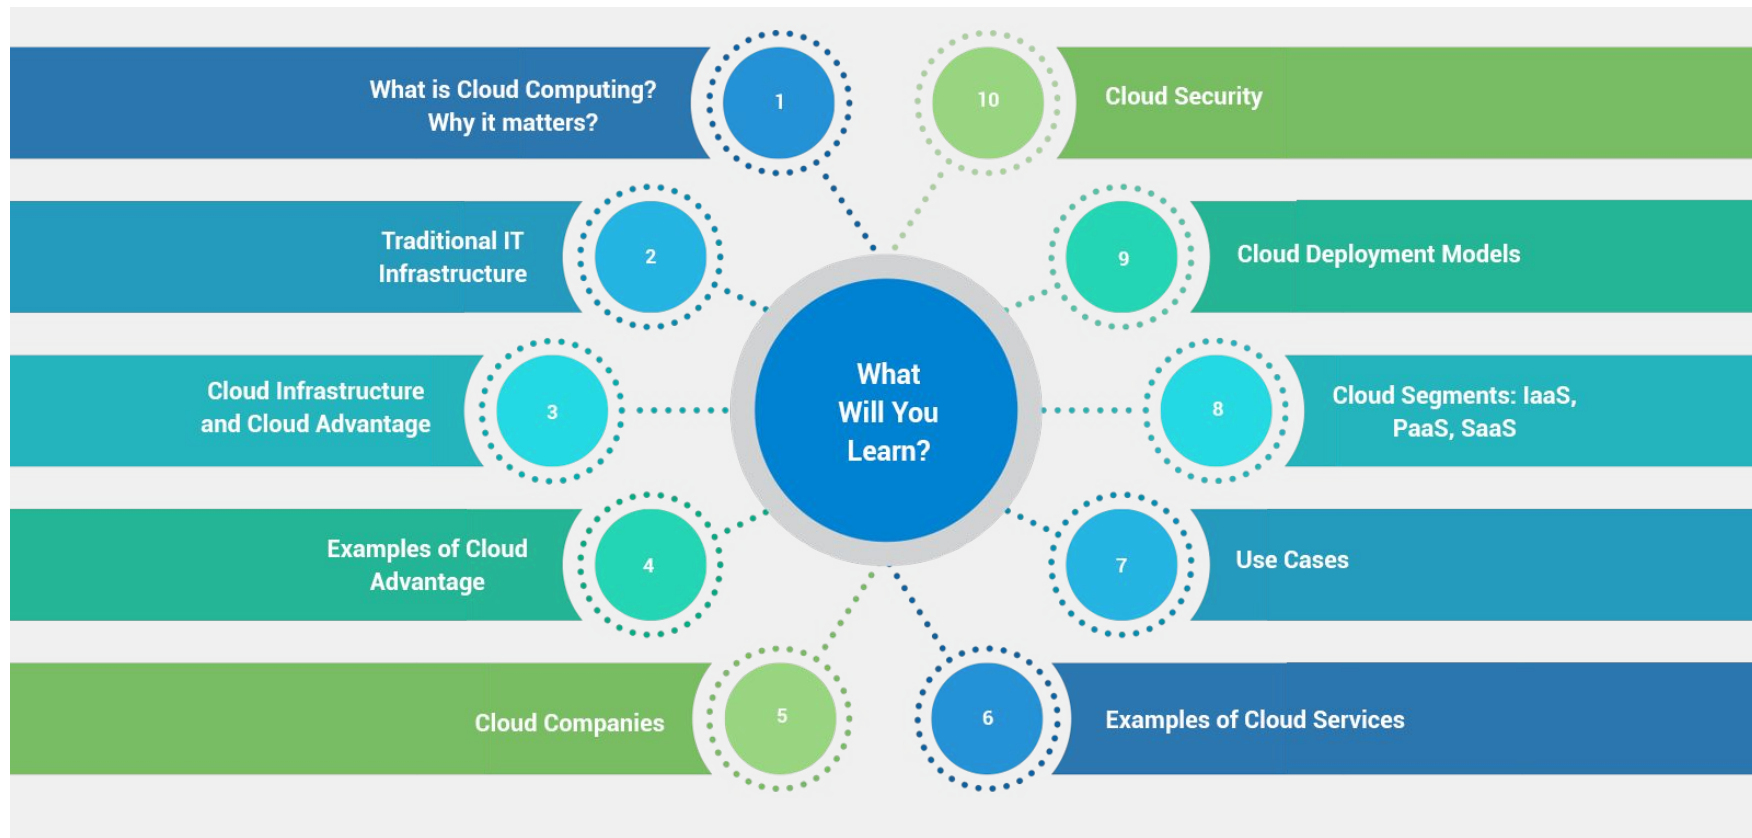 What is Cloud Computing?
Why it matters?
1
Traditional IT
Infrastructure
2
Cloud Infrastructure
and Cloud Advantage
3
Examples of Cloud
Advantage
4
Cloud Companies
5
What
Will You
Learn?
10
Cloud Security
9
Cloud Deployment Models
8
Cloud Segments: IaaS,
PaaS, SaaS
7
Use Cases
6
Examples of Cloud Services